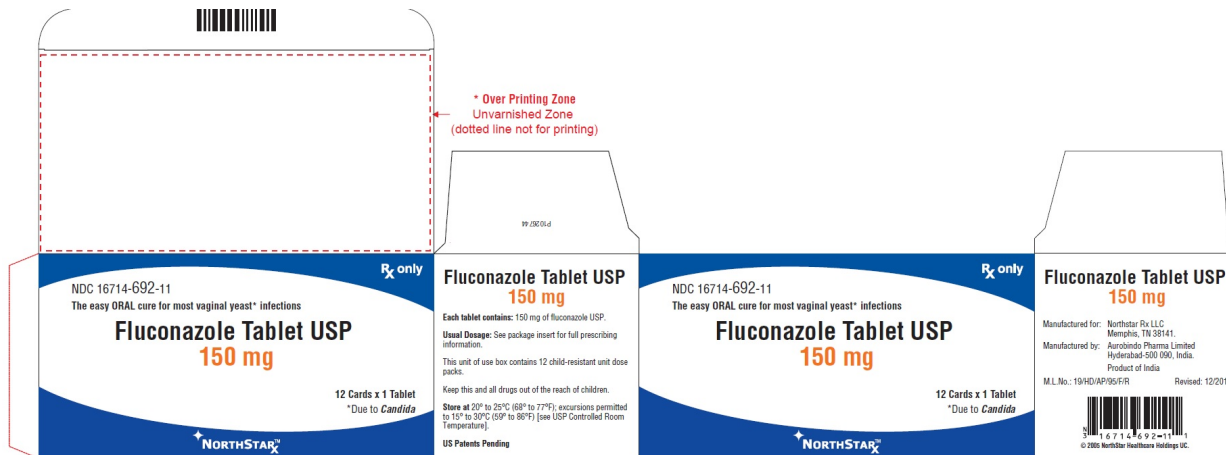 * Over Printing Zone
Unvarnished Zone
(dotted line not for printing)
P1026744
Rx only
NDC 16714-692-11
The easy ORAL cure for most vaginal yeast* infections
Fluconazole Tablet USP
150 mg
12 Cards x 1 Tablet
*Due to Candida
NORTHSTARx™
Fluconazole Tablet USP
150 mg
Each tablet contains: 150 mg of fluconazole USP.
Usual Dosage: See package insert for full prescribing
information.
This unit of use box contains 12 child-resistant unit dose
packs.
Keep this and all drugs out of the reach of children.
Store at 20° to 25°C (68° to 77°F); excursions permitted
to 15° to 30°C (59° to 86°F) [see USP Controlled Room
Temperature].
US Patents Pending
Rx only
NDC 16714-692-11
The easy ORAL cure for most vaginal yeast* infections
Fluconazole Tablet USP
150 mg
12 Cards x 1 Tablet
*Due to Candida
NORTHSTARx™
Fluconazole Tablet USP
150 mg
Manufactured for: Northstar Rx LLC
Memphis, TN 38141.
Manufactured by: Aurobindo Pharma Limited
Hyderabad-500 090, India.
Product of India
M.L.No.: 19/HD/AP/95/F/R Revised: 12/201
N
3 16714-692-11 1
© 2005 NorthStar Healthcare Holdings UC.